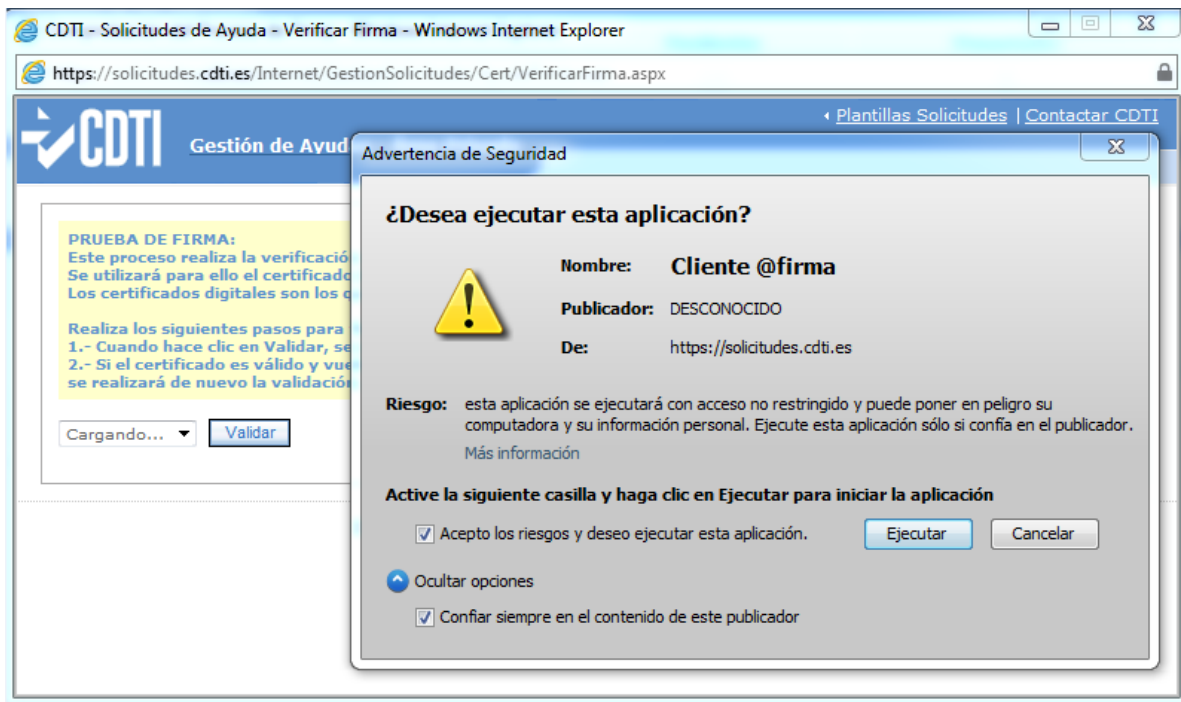 CDTI - Solicitudes de Ayuda - Verificar Firma - Windows Internet Explorer
https://solicitudes.cdti.es/Internet/GestionSolicitudes/Cert/VerificarFirma.aspx
Plantillas Solicitudes | Contactar CDTI
CDTI
Gestión de Ayud
PRUEBA DE FIRMA:
Este proceso realiza la verificació
Se utilizará para ello el certificado
Los certificados digitales son los
Realiza los siguientes pasos para
1.- Cuando hace clic en Validar, se
2.- Si el certificado es válido y vue
se realizará de nuevo la validación
Cargando...
Validar
Advertencia de Seguridad
¿Desea ejecutar esta aplicación?
Nombre: Cliente @firma
Publicador: DESCONOCIDO
De: https://solicitudes.cdti.es
Riesgo: esta aplicación se ejecutará con acceso no restringido y puede poner en peligro su
computadora y su información personal. Ejecute esta aplicación sólo si confía en el publicador.
Más información
Active la siguiente casilla y haga clic en Ejecutar para iniciar la aplicación
Acepto los riesgos y deseo ejecutar esta aplicación.
Ejecutar
Cancelar
Ocultar opciones
Confiar siempre en el contenido de este publicador